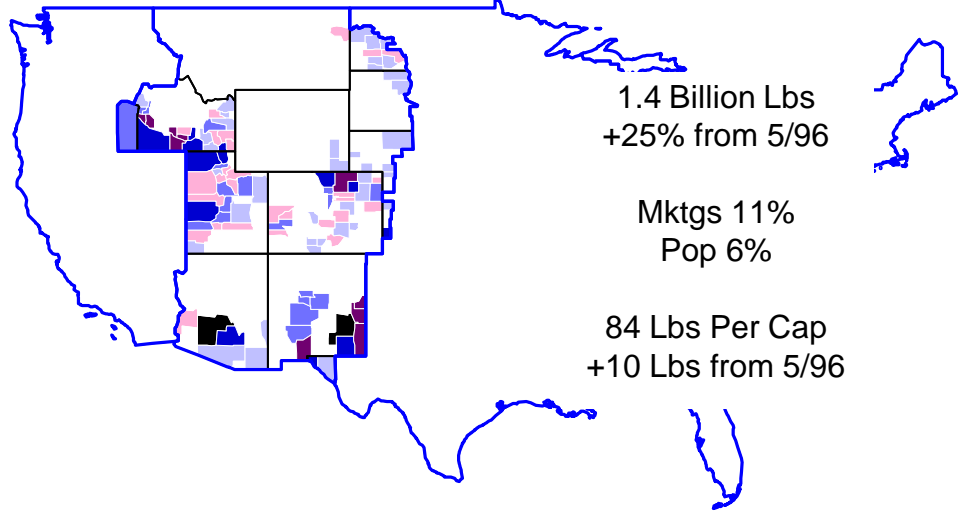 1.4 Billion Lbs
+25% from 5/96
Mktgs 11%
Pop 6%
84 Lbs Per Cap
+10 Lbs from 5/96